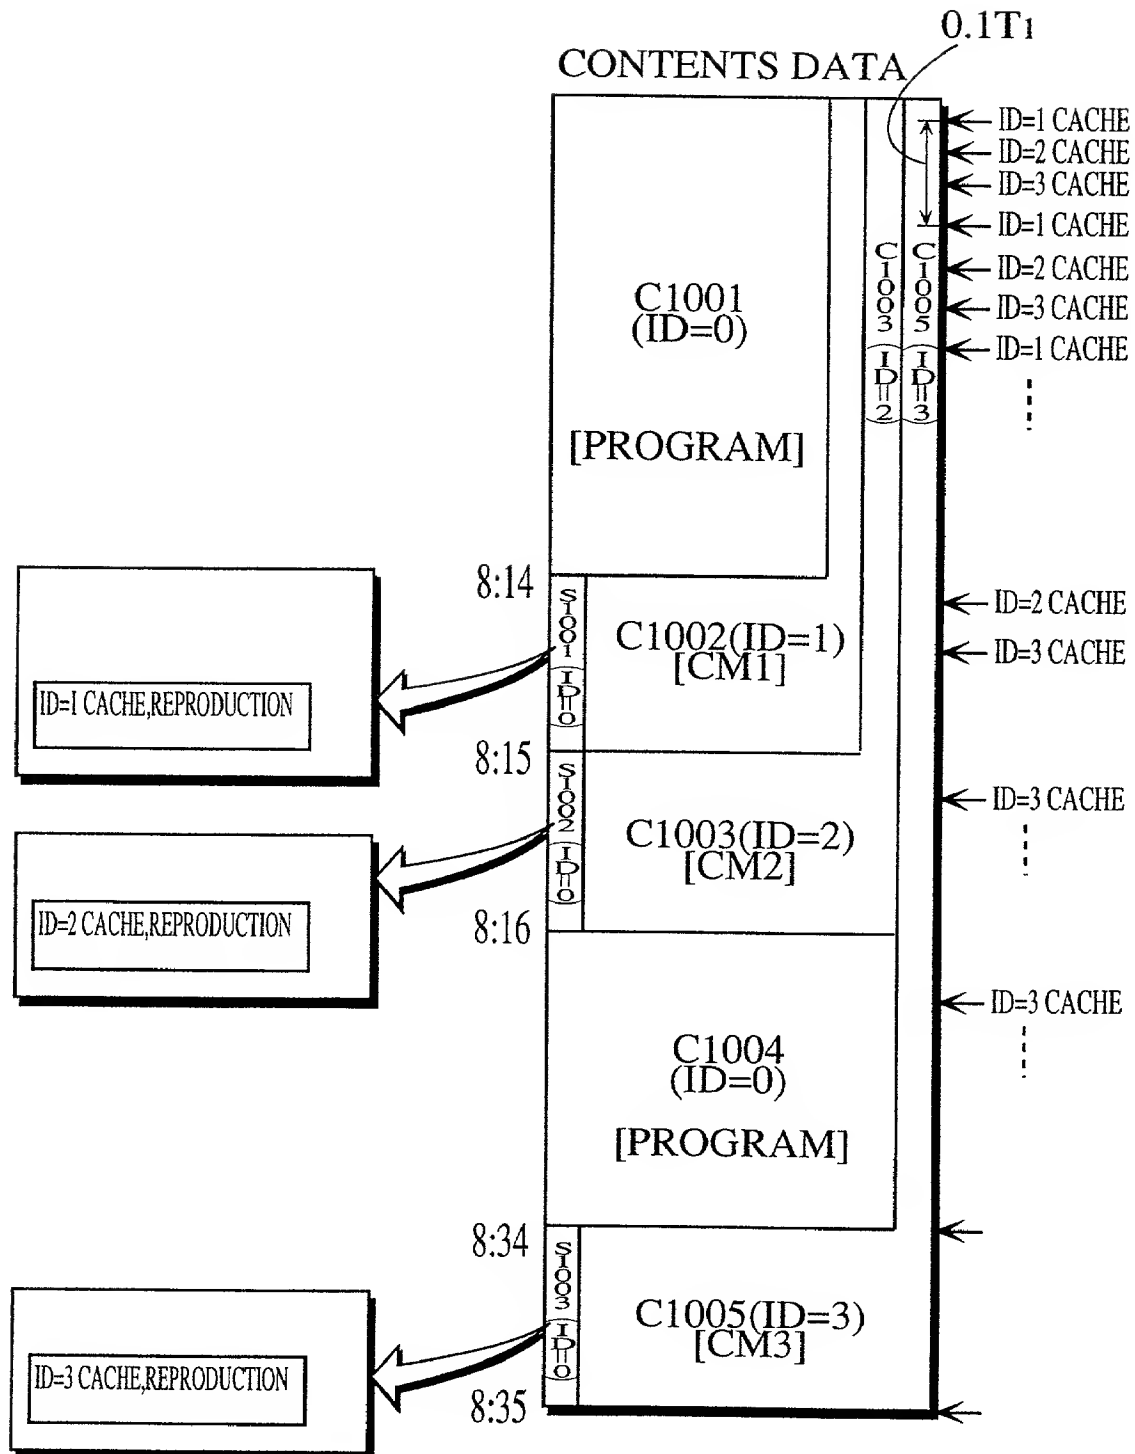 0.1T1
CONTENTS DATA
ID=1 CACHE
ID=2 CACHE
ID=3 CACHE
ID=1 CACHE
ID=2 CACHE
ID=3 CACHE
ID=1 CACHE
C1001
(ID=0)
[PROGRAM]
C1003(ID=2)
C1005(ID=3)
8:14
S1001(ID=0)
C1002(ID=1)
[CM1]
ID=2 CACHE
ID=3 CACHE
ID=1 CACHE,REPRODUCTION
8:15
S1002(ID=0)
C1003(ID=2)
[CM2]
ID=3 CACHE
ID=2 CACHE,REPRODUCTION
8:16
C1004
(ID=0)
[PROGRAM]
ID=3 CACHE
8:34
S1003(ID=0)
C1005(ID=3)
[CM3]
ID=3 CACHE,REPRODUCTION
8:35